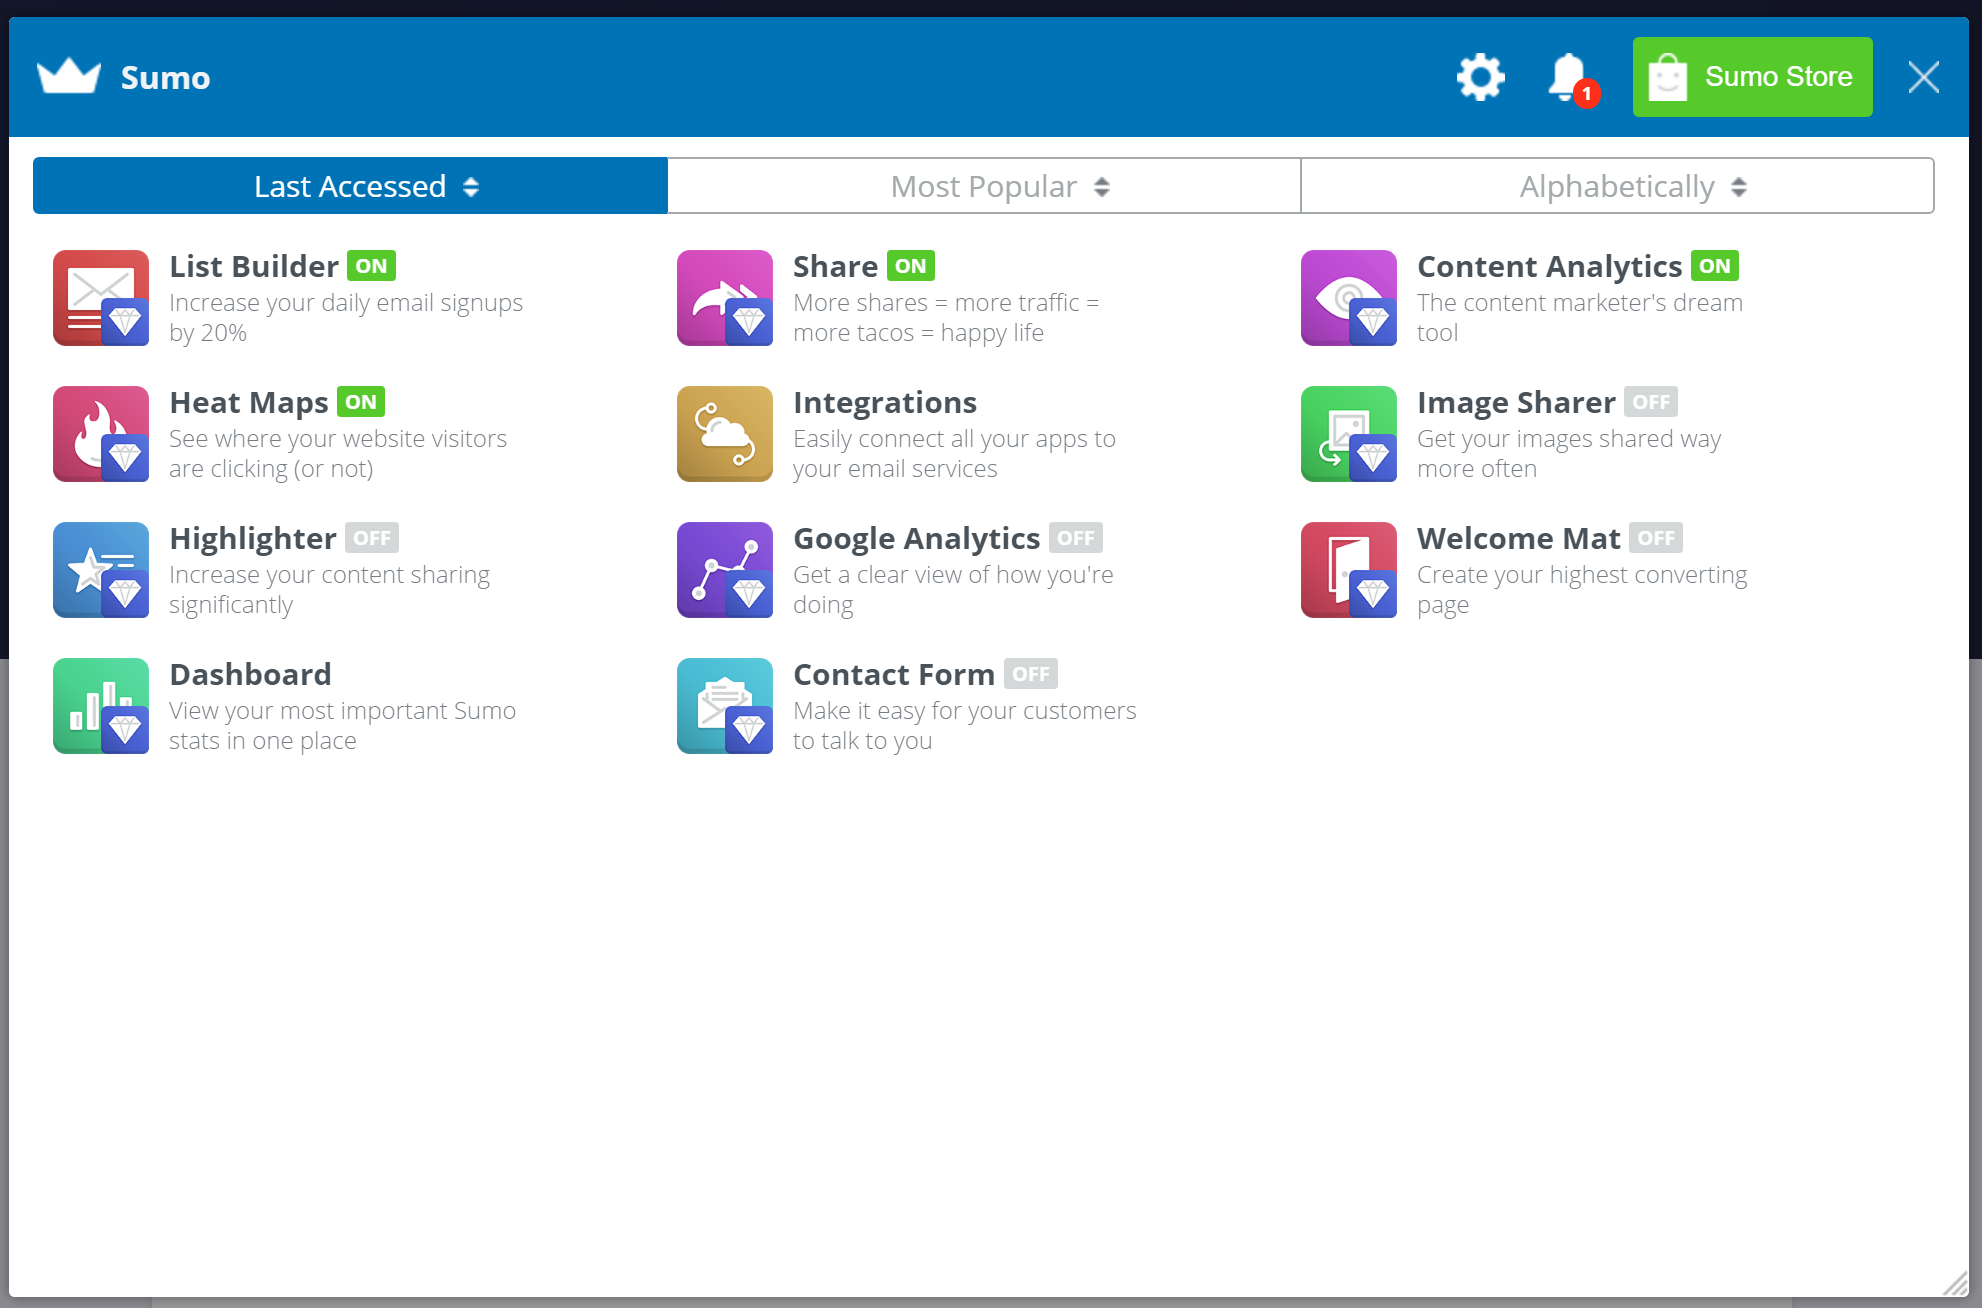 Sumo
1
Sumo Store
Last Accessed
Most Popular
Alphabetically
List Builder ON
Increase your daily email signups
by 20%
Share ON
More shares = more traffic =
more tacos = happy life
Content Analytics ON
The content marketer's dream
tool
Heat Maps ON
See where your website visitors
are clicking (or not)
Integrations
Easily connect all your apps to
your email services
Image Sharer OFF
Get your images shared way
more often
Highlighter OFF
Increase your content sharing
significantly
Google Analytics OFF
Get a clear view of how you're
doing
Welcome Mat OFF
Create your highest converting
page
Dashboard
View your most important Sumo
stats in one place
Contact Form OFF
Make it easy for your customers
to talk to you